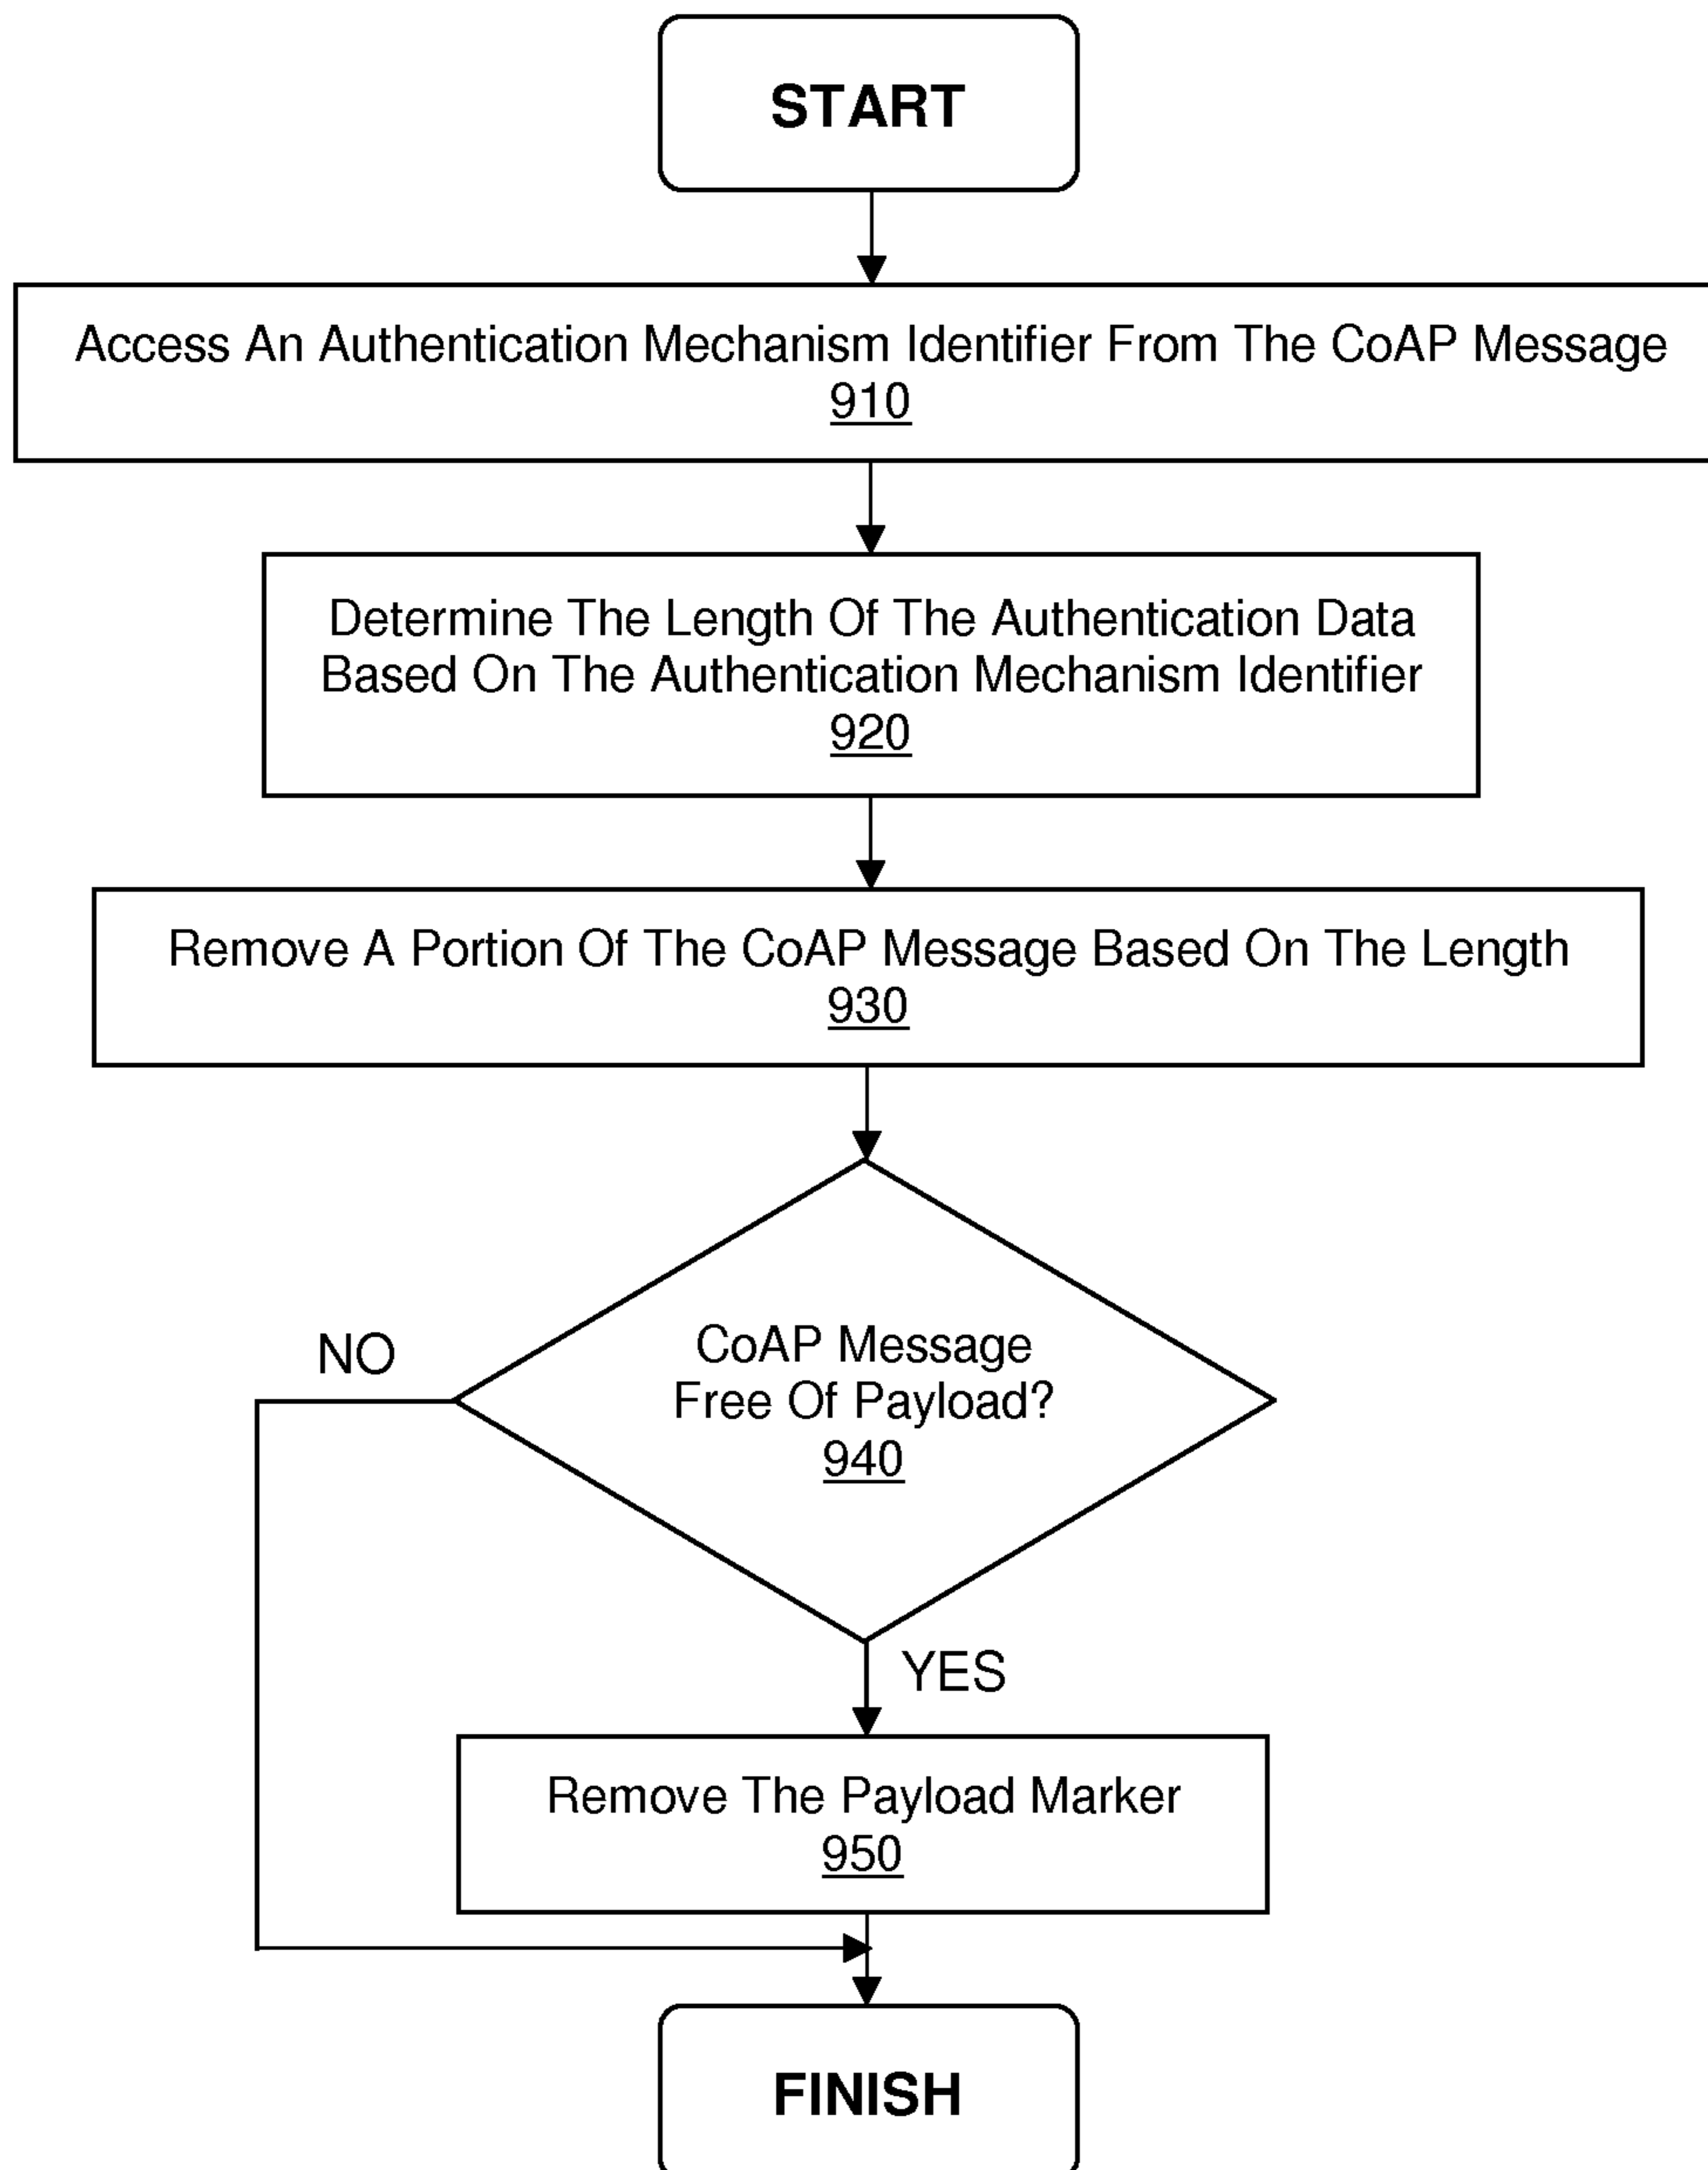 START
Access An Authentication Mechanism Identifier From The CoAP Message
910
Determine The Length Of The Authentication Data
Based On The Authentication Mechanism Identifier
920
Remove A Portion Of The CoAP Message Based On The Length
930
CoAP Message
Free Of Payload?
940
NO
YES
Remove The Payload Marker
950
FINISH